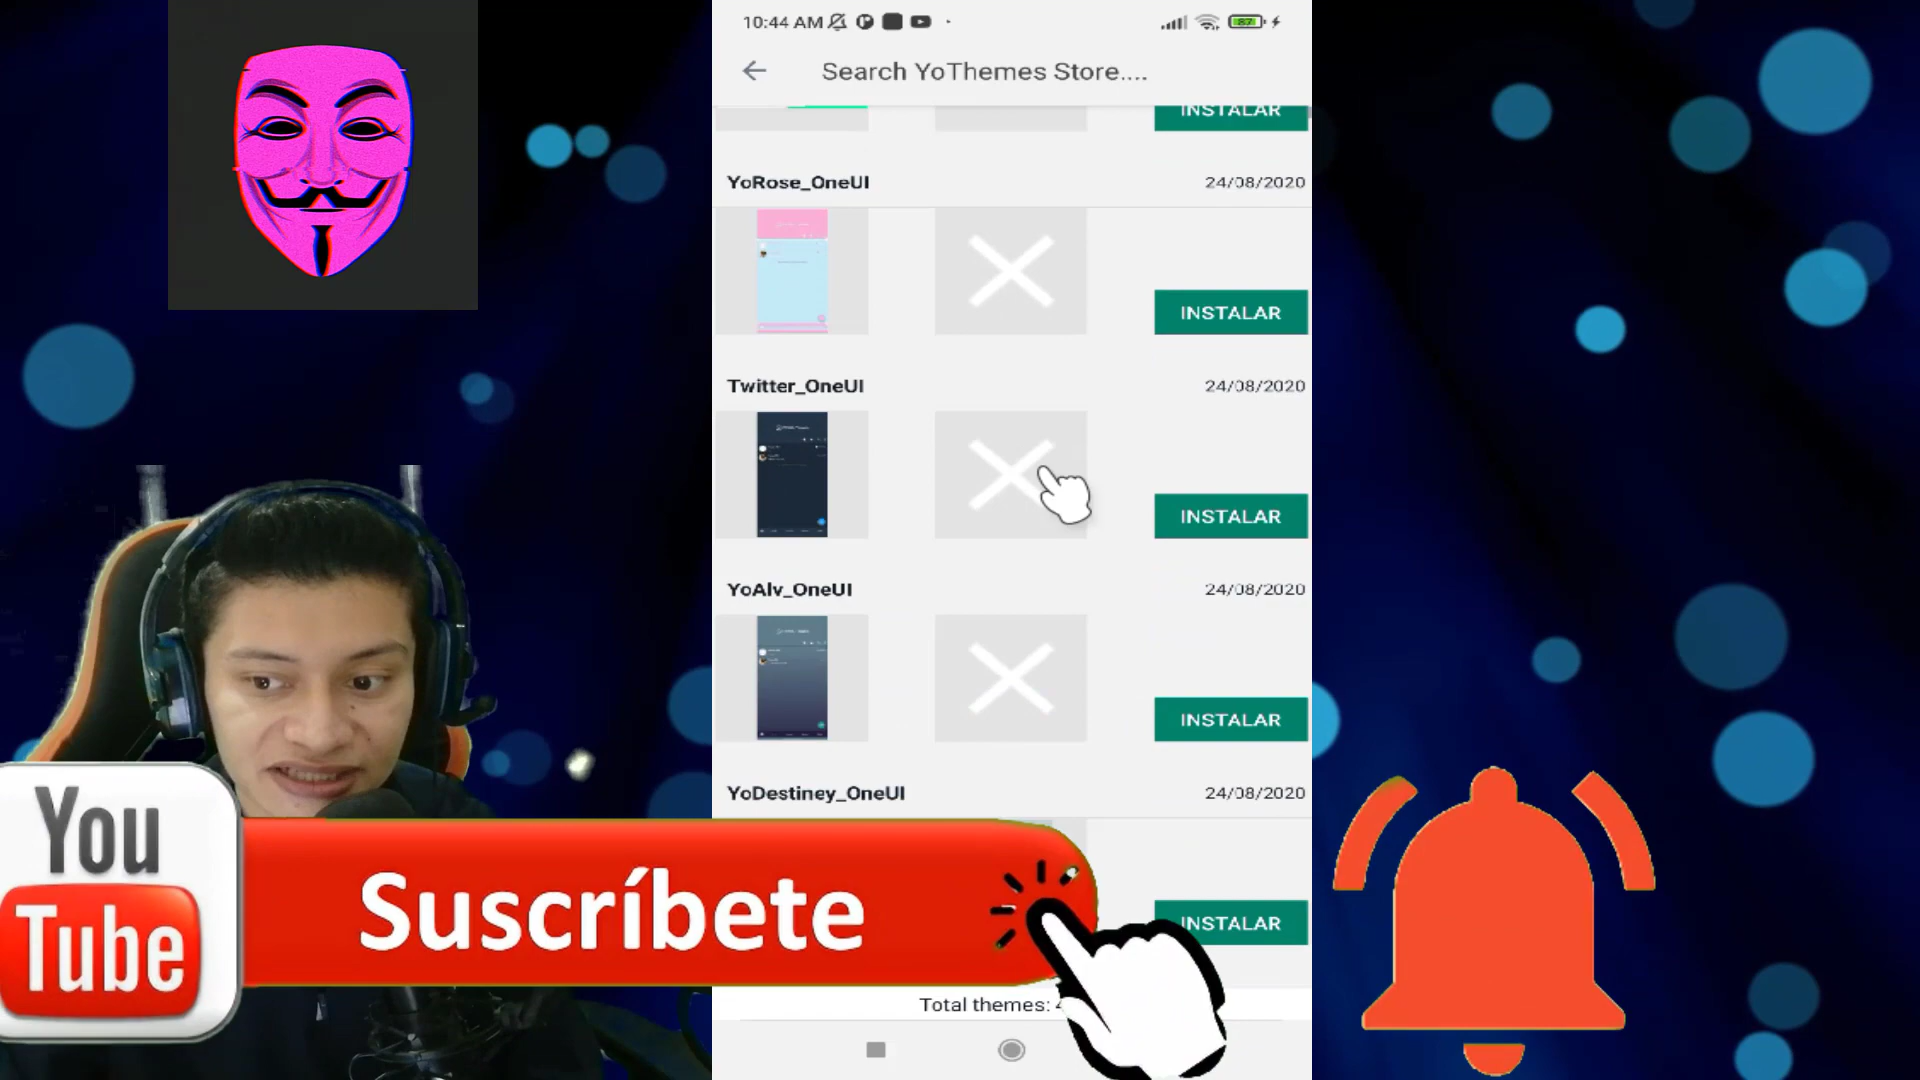 10:44 AM
87
Search YoThemes Store....
INSTALAR
YoRose_OneUI
24/08/2020
INSTALAR
Twitter_OneUI
24/08/2020
INSTALAR
YoAlv_OneUI
24/08/2020
INSTALAR
YoDestiney_OneUI
24/08/2020
INSTALAR
You
Tube
Suscríbete
Total themes: